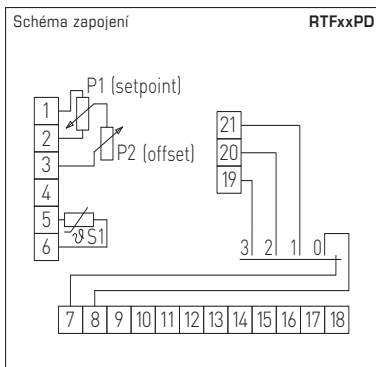 Schéma zapojení RTFxxPD
P1 (setpoint)
1
2
3
4
5
6
P2 (offset)
ϑ S1
21
20
19
3 2 1 0
7 8 9 10 11 12 13 14 15 16 17 18